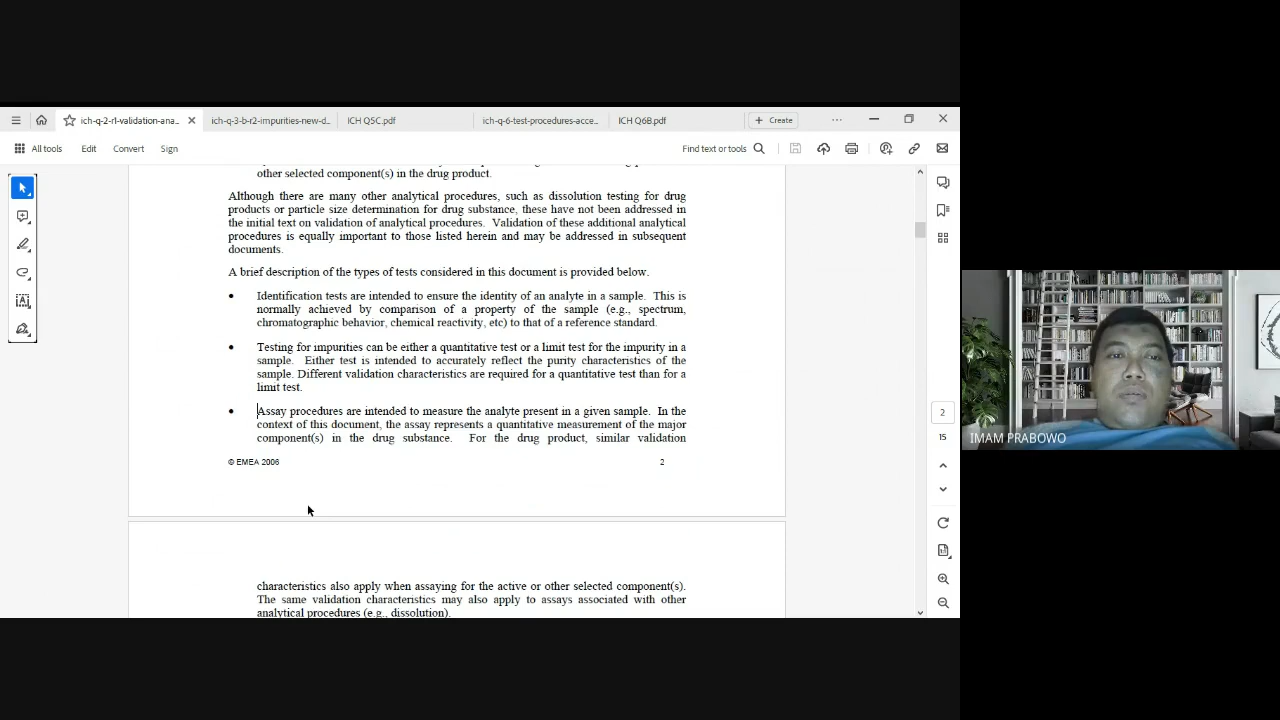 ich-q-2-r1-validation-ana...
ich-q-3-b-r2-impurities-new-d...
ICH Q5C.pdf
ich-q-6-test-procedures-acce...
ICH Q6B.pdf
Create
All tools
Edit
Convert
Sign
Find text or tools
other selected component(s) in the drug product.
Although there are many other analytical procedures, such as dissolution testing for drug
products or particle size determination for drug substance, these have not been addressed in
the initial text on validation of analytical procedures. Validation of these additional analytical
procedures is equally important to those listed herein and may be addressed in subsequent
documents.
A brief description of the types of tests considered in this document is provided below.
• Identification tests are intended to ensure the identity of an analyte in a sample. This is
normally achieved by comparison of a property of the sample (e.g., spectrum,
chromatographic behavior, chemical reactivity, etc) to that of a reference standard.
• Testing for impurities can be either a quantitative test or a limit test for the impurity in a
sample. Either test is intended to accurately reflect the purity characteristics of the
sample. Different validation characteristics are required for a quantitative test than for a
limit test.
• Assay procedures are intended to measure the analyte present in a given sample. In the
context of this document, the assay represents a quantitative measurement of the major
component(s) in the drug substance. For the drug product, similar validation
© EMEA 2006
2
characteristics also apply when assaying for the active or other selected component(s).
The same validation characteristics may also apply to assays associated with other
analytical procedures (e.g., dissolution).
2
15
IMAM PRABOWO